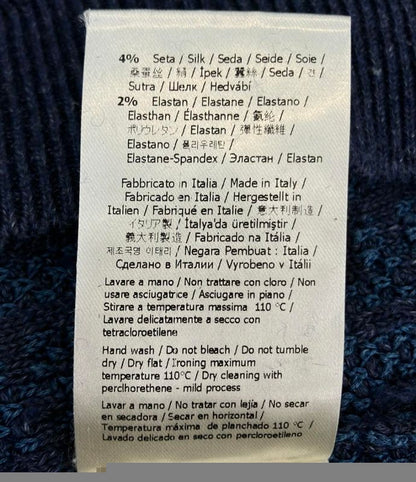 4% Seta / Silk / Seda / Seide / Soie /
桑蚕丝 / 絹 / İpek / 蠶絲 / Seda / 견
Sutra / Шелк / Hedvábí
2% Elastan / Elastane / Elastano /
Elasthan / Élasthanne / 氨纶 /
ポリウレタン / Elastan / 彈性纖維 /
Elastano / 폴리우레탄 /
Elastane-Spandex / Эластан / Elastan
Fabbricato in Italia / Made in Italy /
Fabricado en Italia / Hergestellt in
Italien / Fabriqué en Italie / 意大利制造 /
イタリア製 / İtalya'da üretilmiştir /
義大利製造 / Fabricado na Itália /
제조국명 이태리 / Negara Pembuat : Italia /
Сделано в Италии / Vyrobeno v Itálii
Lavare a mano / Non trattare con cloro / Non
usare asciugatrice / Asciugare in piano /
Stirare a temperatura massima 110 °C /
Lavare delicatamente a secco con
tetracloroetilene
Hand wash / Do not bleach / Do not tumble
dry / Dry flat / Ironing maximum
temperature 110°C / Dry cleaning with
perclhorethene - mild process
Lavar a mano / No tratar con lejía / No secar
en secadora / Secar en horizontal /
Temperatura máxima de planchado 110 °C /
Lavado delicado en seco con percloroetileno